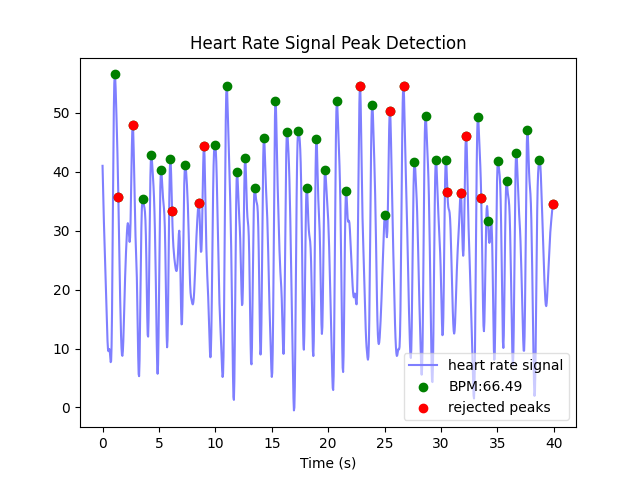 Heart Rate Signal Peak Detection
50
40
30
20
10
0
heart rate signal
BPM:66.49
rejected peaks
0 5 10 15 20 25 30 35 40
Time (s)